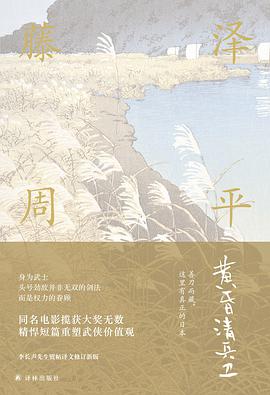 藤泽
周平
黄昏清兵卫
善刀而藏，
这里有真正的日本
身为武士
头号劲敌并非无双的剑法
而是权力的眷顾
同名电影揽获大奖无数
精悍短篇重塑武侠价值观
李长声先生赞帖译文修订新版
译林出版社